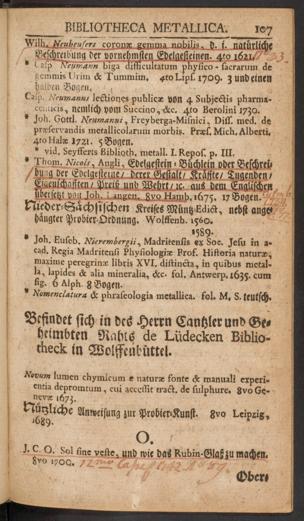 BIBLIOTHECA METALLICA. 107
Wilh. Neuheusers corona gemma nobilis, d. i. natürliche
Beschreibung der vornehmsten Edelgesteinen. 4to 1621.
* Casp Neumann biga difficultatum physico-sacrarum de
gemmis Urim & Tummim, 4to Lips. 1709. 3 und einen
halben Bogen.
Casp. Neumanns lectiones publicæ von 4 Subjectis pharma-
ceuticis, nemlich von Succino, &c. 4to Berolini 1730.
* Joh. Gottl. Neumanni, Freyberga-Misnici, Diss. med. de
præservandis metallicolarum morbis. Præs. Mich. Alberti,
4to Halæ 1721. 5 Bogen.
* vid. Seyfferts Biblioth. metall. I. Repos. p. III.
* Thom. Nicols, Angli, Edelgestein-Büchlein oder Beschrei-
bung der Edelgesteine / derer Gestalt / Kräffte / Tugenden /
Eigenschafften / Preiß und Wehrt / ꝛc. aus dem Englischen
übersetzt von Joh. Langen. 8vo Hamb. 1675. 17 Bogen.
Nieder-Sächsischen Kreises Müntz-Edict, nebst ange-
hängter Probier-Ordnung. Wolffenb. 1560.
1589.
* Joh. Euseb. Nierembergii, Madritensis ex Soc. Jesu in a-
cad. Regia Madritensi Physiologiæ Prof. Historia naturæ,
maxime peregrinæ libris XVI. distincta, in quibus metal-
la, lapides & alia mineralia, &c. fol. Antwerp. 1635. cum
fig. 6 Alph. 8 Bogen.
* Nomenclatura & phraseologia metallica. fol. M, S. teutsch.
Befindet sich in des Herrn Cantzler und Ge-
heimbten Rahts de Lüdecken Biblio-
theck in Wolffenbüttel.
Novum lumen chymicum e naturæ fonte & manuali experi-
entia depromtum, cui accessit tract. de sulphure. 8vo Ge-
nevæ 1673.
Nützliche Anweisung zur Probier-Kunst. 8vo Leipzig,
1689.
O.
J. C. O. Sol sine veste, und wie das Rubin-Glaß zu machen.
8vo 1700.
Ober-